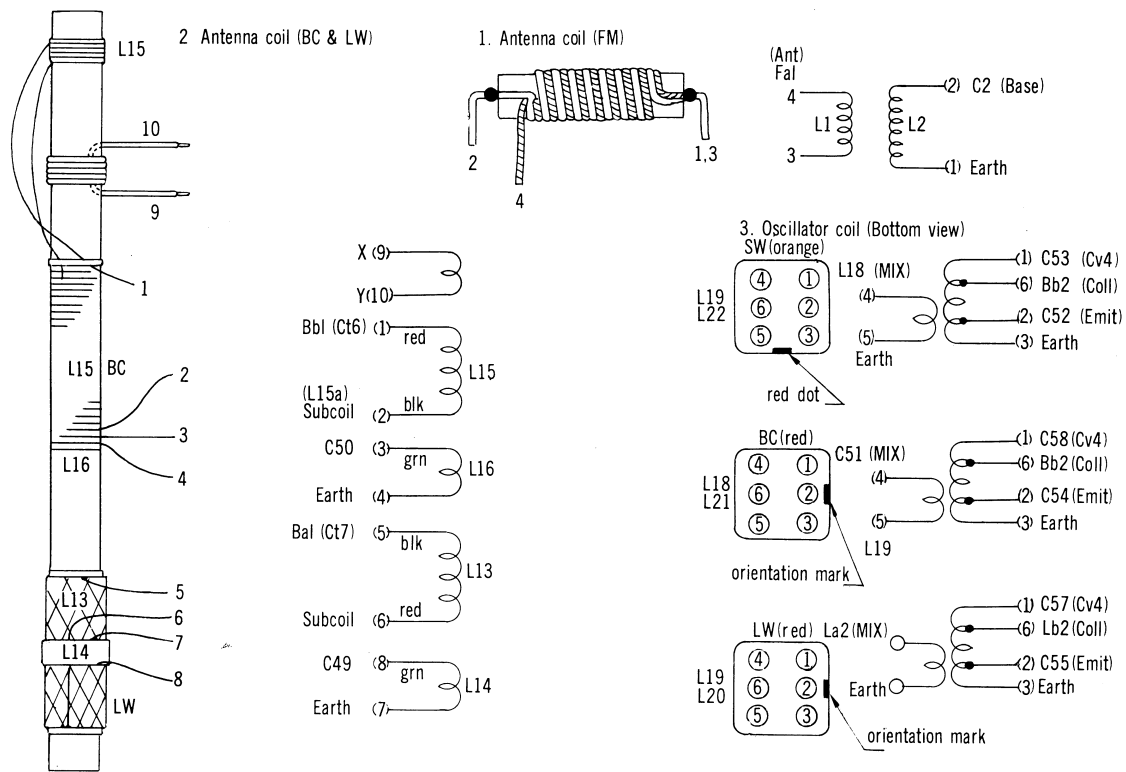 2 Antenna coil (BC & LW)
L15
10
9
1
L15 BC
2
3
4
L16
5
L13
6
7
L14
8
LW
1. Antenna coil (FM)
2
4
1,3
(Ant)
Fal
4
L1
3
(2) C2 (Base)
L2
(1) Earth
X (9)
Y(10)
Bbl (Ct6) (1)
red
L15
(L15a)
Subcoil (2) blk
C50 (3)
grn
L16
Earth (4)
Bal (Ct7) (5)
blk
L13
Subcoil (6) red
C49 (8)
grn
L14
Earth (7)
3. Oscillator coil (Bottom view)
SW(orange)
4 1
6 2
5 3
L19
L22
red dot
L18 (MIX)
(4)
(5)
Earth
(1) C53 (Cv4)
(6) Bb2 (Coll)
(2) C52 (Emit)
(3) Earth
BC(red)
4 1
6 2
5 3
L18
L21
orientation mark
C51 (MIX)
(4)
(5)
L19
(1) C58(Cv4)
(6) Bb2(Coll)
(2) C54(Emit)
(3) Earth
LW(red)
4 1
6 2
5 3
L19
L20
orientation mark
La2(MIX)
Earth
(1) C57(Cv4)
(6) Lb2(Coll)
(2) C55(Emit)
(3) Earth